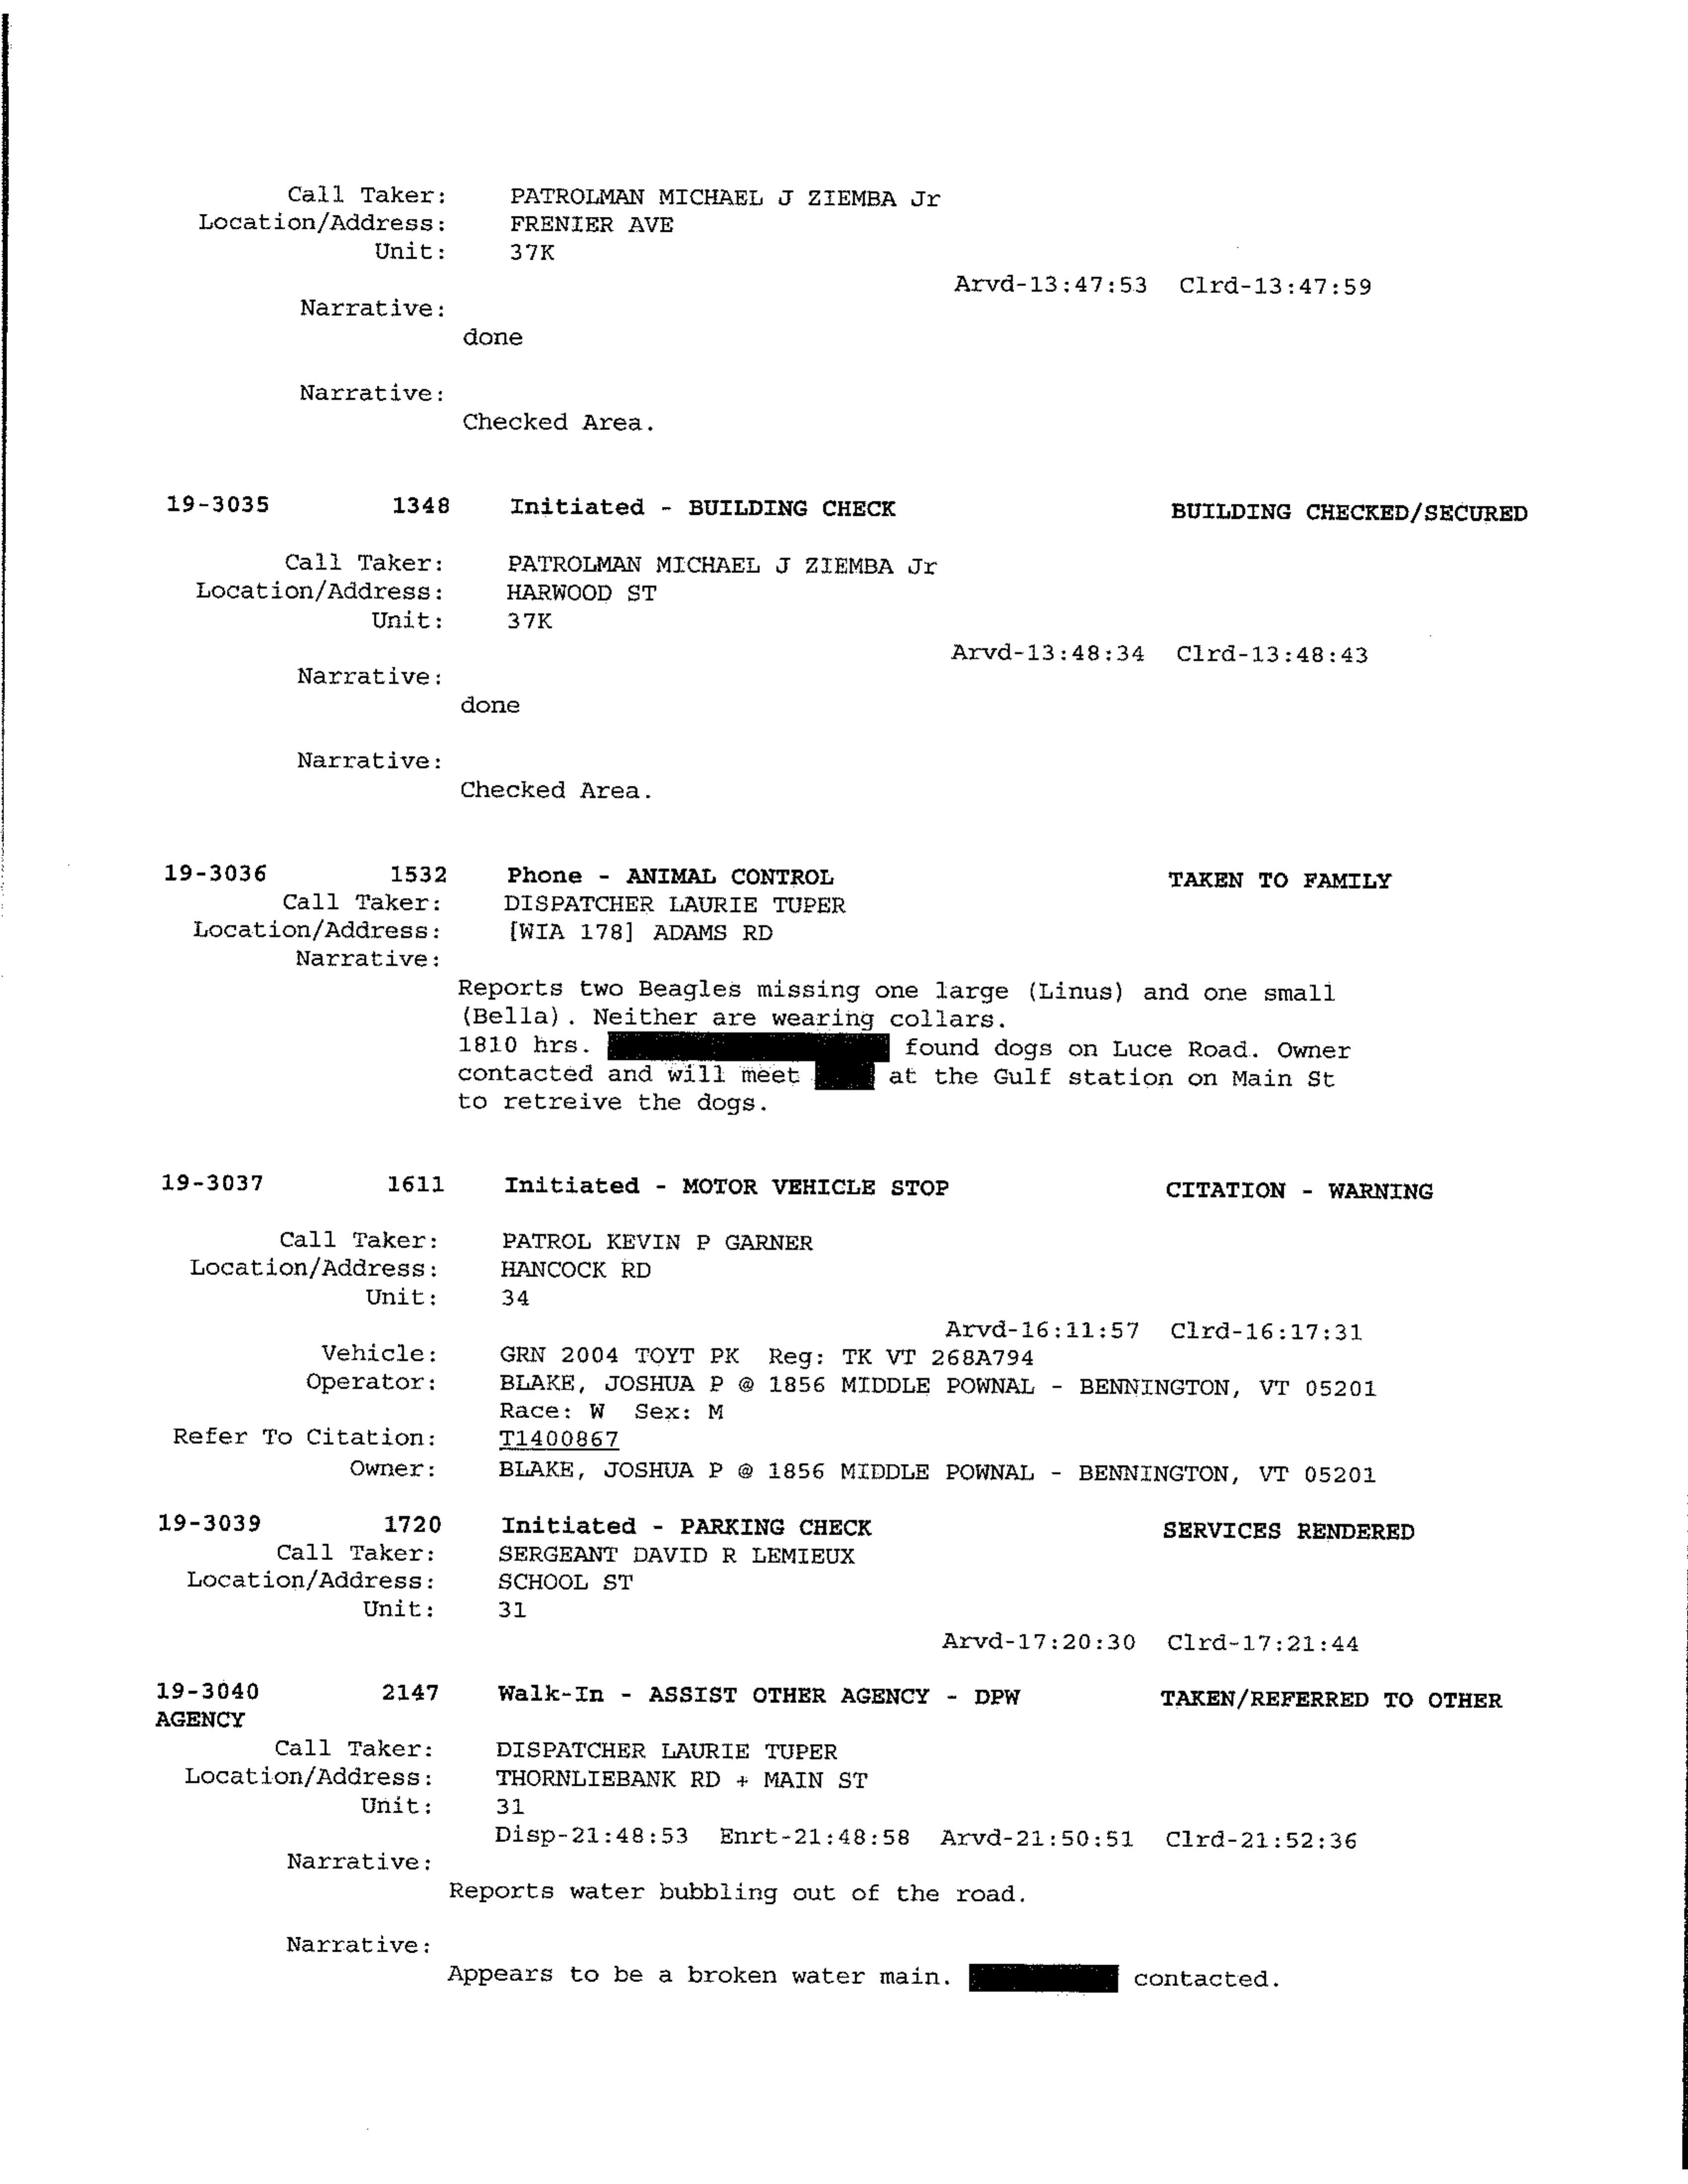 Call Taker: PATROLMAN MICHAEL J ZIEMBA Jr
Location/Address: FRENIER AVE
Unit: 37K
Arvd-13:47:53 Clrd-13:47:59
Narrative:
done
Narrative:
Checked Area.
19-3035 1348 Initiated - BUILDING CHECK BUILDING CHECKED/SECURED
Call Taker: PATROLMAN MICHAEL J ZIEMBA Jr
Location/Address: HARWOOD ST
Unit: 37K
Arvd-13:48:34 Clrd-13:48:43
Narrative:
done
Narrative:
Checked Area.
19-3036 1532 Phone - ANIMAL CONTROL TAKEN TO FAMILY
Call Taker: DISPATCHER LAURIE TUPER
Location/Address: [WIA 178] ADAMS RD
Narrative:
Reports two Beagles missing one large (Linus) and one small
(Bella). Neither are wearing collars.
1810 hrs. found dogs on Luce Road. Owner
contacted and will meet at the Gulf station on Main St
to retreive the dogs.
19-3037 1611 Initiated - MOTOR VEHICLE STOP CITATION - WARNING
Call Taker: PATROL KEVIN P GARNER
Location/Address: HANCOCK RD
Unit: 34
Arvd-16:11:57 Clrd-16:17:31
Vehicle: GRN 2004 TOYT PK Reg: TK VT 268A794
Operator: BLAKE, JOSHUA P @ 1856 MIDDLE POWNAL - BENNINGTON, VT 05201
Race: W Sex: M
Refer To Citation: T1400867
Owner: BLAKE, JOSHUA P @ 1856 MIDDLE POWNAL - BENNINGTON, VT 05201
19-3039 1720 Initiated - PARKING CHECK SERVICES RENDERED
Call Taker: SERGEANT DAVID R LEMIEUX
Location/Address: SCHOOL ST
Unit: 31
Arvd-17:20:30 Clrd-17:21:44
19-3040 2147 Walk-In - ASSIST OTHER AGENCY - DPW TAKEN/REFERRED TO OTHER
AGENCY
Call Taker: DISPATCHER LAURIE TUPER
Location/Address: THORNLIEBANK RD + MAIN ST
Unit: 31
Disp-21:48:53 Enrt-21:48:58 Arvd-21:50:51 Clrd-21:52:36
Narrative:
Reports water bubbling out of the road.
Narrative:
Appears to be a broken water main. contacted.